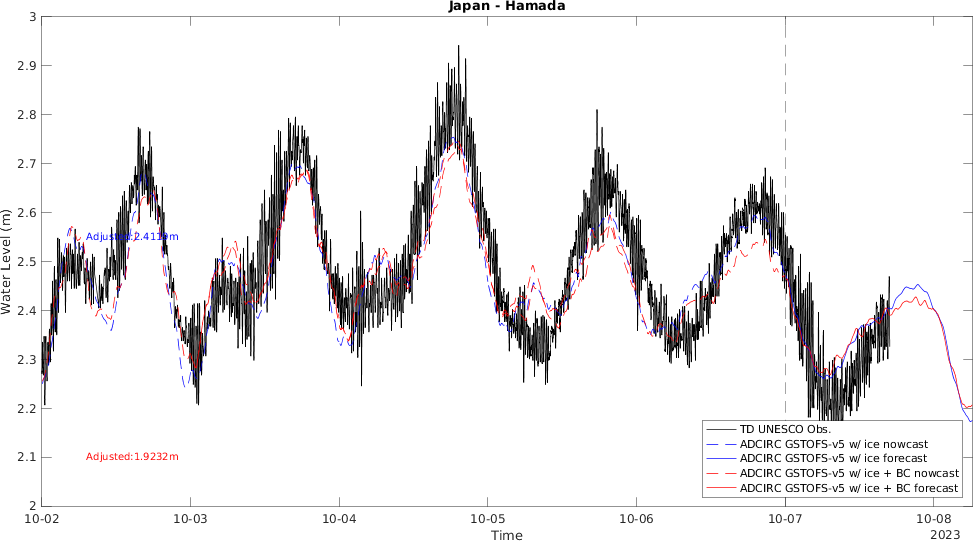 Japan - Hamada
Water Level (m)
3
2.9
2.8
2.7
2.6
2.5
2.4
2.3
2.2
2.1
2
Adjusted:2.4119m
Adjusted:1.9232m
TD UNESCO Obs.
ADCIRC GSTOFS-v5 w/ ice nowcast
ADCIRC GSTOFS-v5 w/ ice forecast
ADCIRC GSTOFS-v5 w/ ice + BC nowcast
ADCIRC GSTOFS-v5 w/ ice + BC forecast
10-02 10-03 10-04 10-05 10-06 10-07 10-08
Time
2023